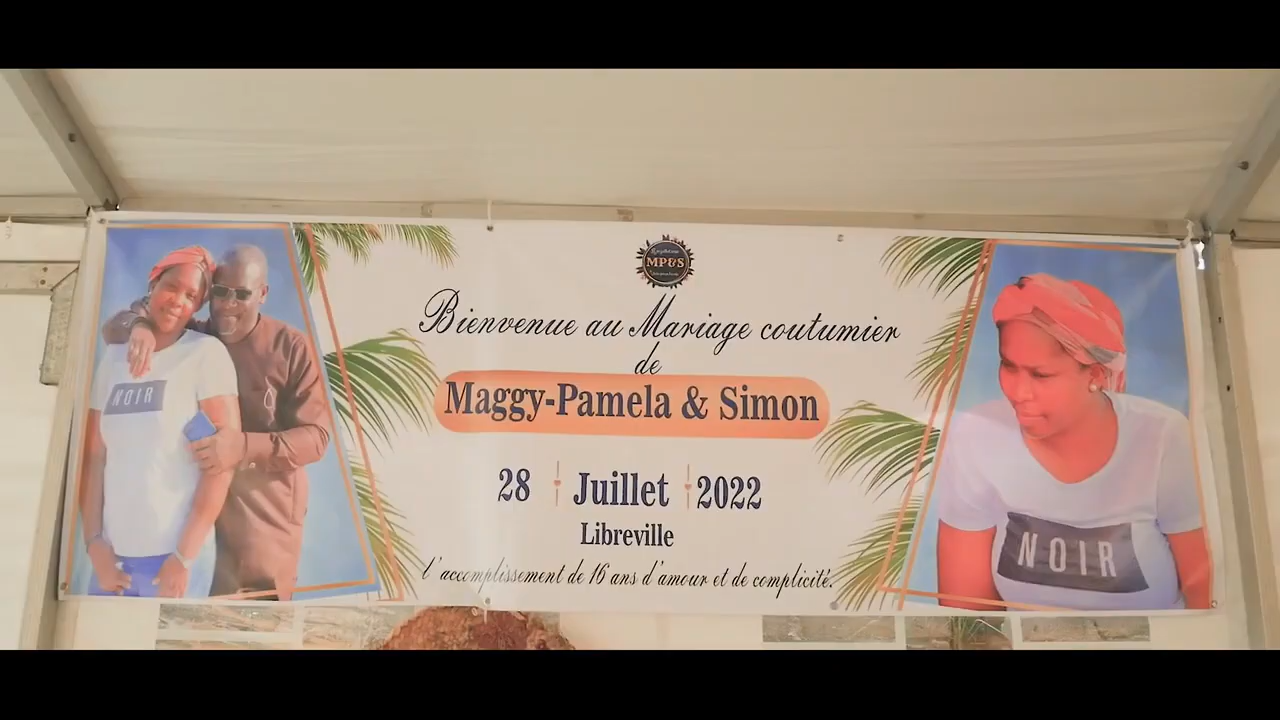 MP&S
Bienvenue au Mariage coutumier
de
Maggy-Pamela & Simon
28 Juillet 2022
Libreville
l'accomplissement de 16 ans d'amour et de complicité.
NOIR
NOIR